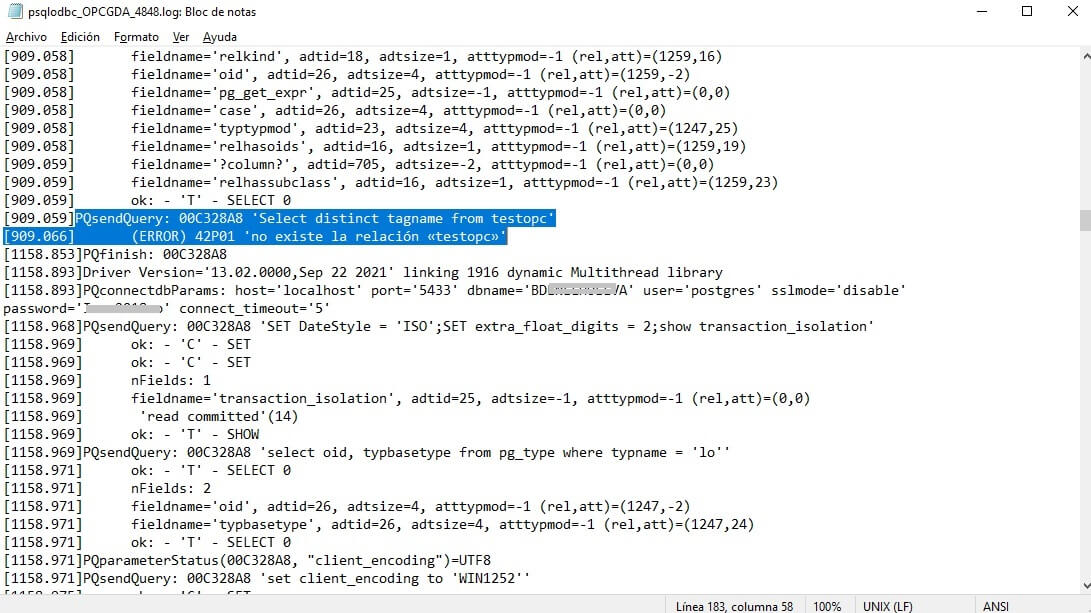 psqlodbc_OPCGDA_4848.log: Bloc de notas
Archivo Edición Formato Ver Ayuda
[909.058] fieldname='relkind', adtid=18, adtsize=1, atttypmod=-1 (rel,att)=(1259,16)
[909.058] fieldname='oid', adtid=26, adtsize=4, atttypmod=-1 (rel,att)=(1259,-2)
[909.058] fieldname='pg_get_expr', adtid=25, adtsize=-1, atttypmod=-1 (rel,att)=(0,0)
[909.058] fieldname='case', adtid=26, adtsize=4, atttypmod=-1 (rel,att)=(0,0)
[909.058] fieldname='typtypmod', adtid=23, adtsize=4, atttypmod=-1 (rel,att)=(1247,25)
[909.058] fieldname='relhasoids', adtid=16, adtsize=1, atttypmod=-1 (rel,att)=(1259,19)
[909.059] fieldname='?column?', adtid=705, adtsize=-2, atttypmod=-1 (rel,att)=(0,0)
[909.059] fieldname='relhassubclass', adtid=16, adtsize=1, atttypmod=-1 (rel,att)=(1259,23)
[909.059] ok: - 'T' - SELECT 0
[909.059]PQsendQuery: 00C328A8 'Select distinct tagname from testopc'
[909.066] (ERROR) 42P01 'no existe la relación «testopc»'
[1158.853]PQfinish: 00C328A8
[1158.893]Driver Version='13.02.0000,Sep 22 2021' linking 1916 dynamic Multithread library
[1158.893]PQconnectdbParams: host='localhost' port='5433' dbname='BD VA' user='postgres' sslmode='disable'
password=' ' connect_timeout='5'
[1158.968]PQsendQuery: 00C328A8 'SET DateStyle = 'ISO';SET extra_float_digits = 2;show transaction_isolation'
[1158.969] ok: - 'C' - SET
[1158.969] ok: - 'C' - SET
[1158.969] nFields: 1
[1158.969] fieldname='transaction_isolation', adtid=25, adtsize=-1, atttypmod=-1 (rel,att)=(0,0)
[1158.969] 'read committed'(14)
[1158.969] ok: - 'T' - SHOW
[1158.969]PQsendQuery: 00C328A8 'select oid, typbasetype from pg_type where typname = 'lo''
[1158.971] ok: - 'T' - SELECT 0
[1158.971] nFields: 2
[1158.971] fieldname='oid', adtid=26, adtsize=4, atttypmod=-1 (rel,att)=(1247,-2)
[1158.971] fieldname='typbasetype', adtid=26, adtsize=4, atttypmod=-1 (rel,att)=(1247,24)
[1158.971] ok: - 'T' - SELECT 0
[1158.971]PQparameterStatus(00C328A8, "client_encoding")=UTF8
[1158.971]PQsendQuery: 00C328A8 'set client_encoding to 'WIN1252''
Línea 183, columna 58 100% UNIX (LF) ANSI